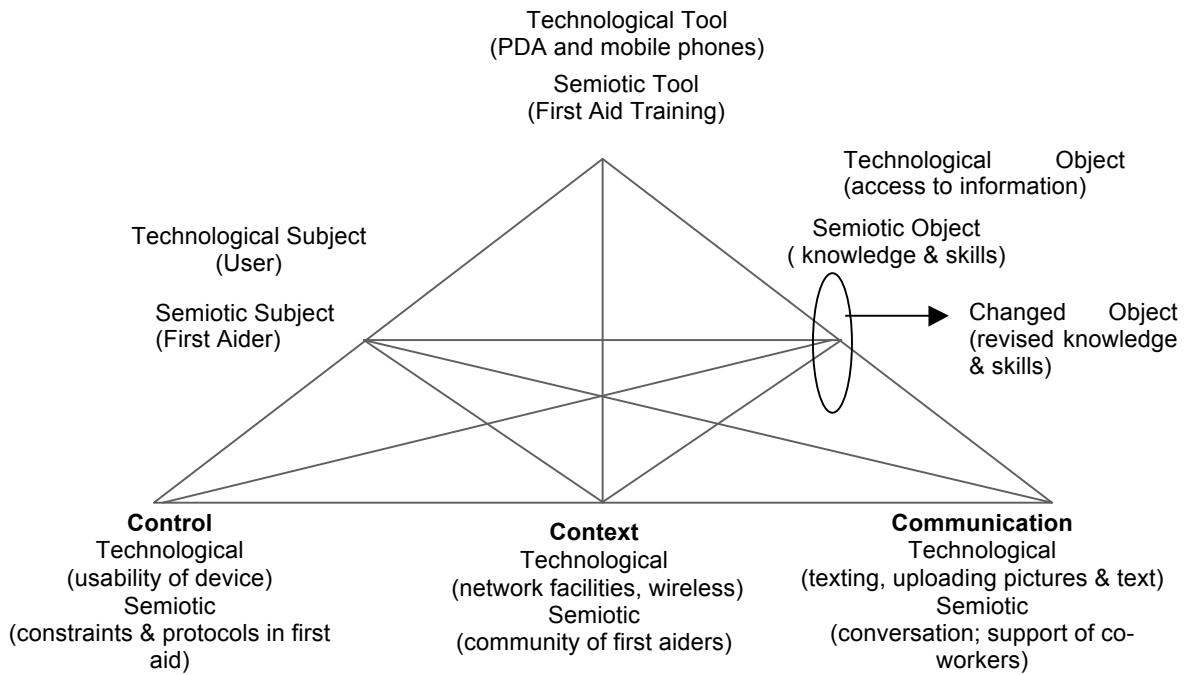 Technological Tool
(PDA and mobile phones)
Semiotic Tool
(First Aid Training)
Technological Object
(access to information)
Technological Subject
(User)
Semiotic Object
( knowledge & skills)
Semiotic Subject
(First Aider)
Changed Object
(revised knowledge
& skills)
Control
Technological
(usability of device)
Semiotic
(constraints & protocols in first
aid)
Context
Technological
(network facilities, wireless)
Semiotic
(community of first aiders)
Communication
Technological
(texting, uploading pictures & text)
Semiotic
(conversation; support of co-
workers)